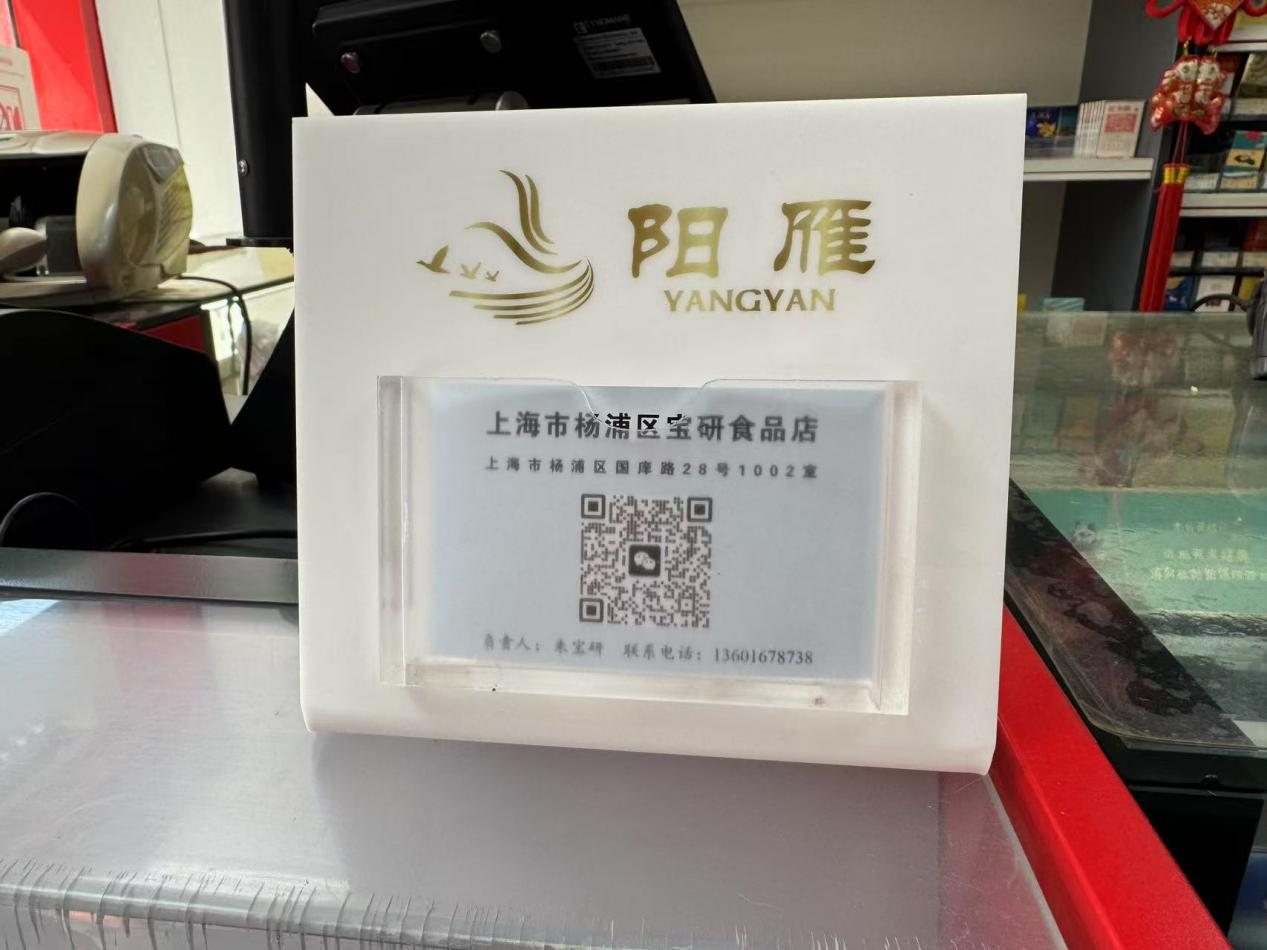 阳雁
YANGYAN
上海市杨浦区宝研食品店
上海市杨浦区国庠路28号1002室
负责人：朱宝研 联系电话：13601678738